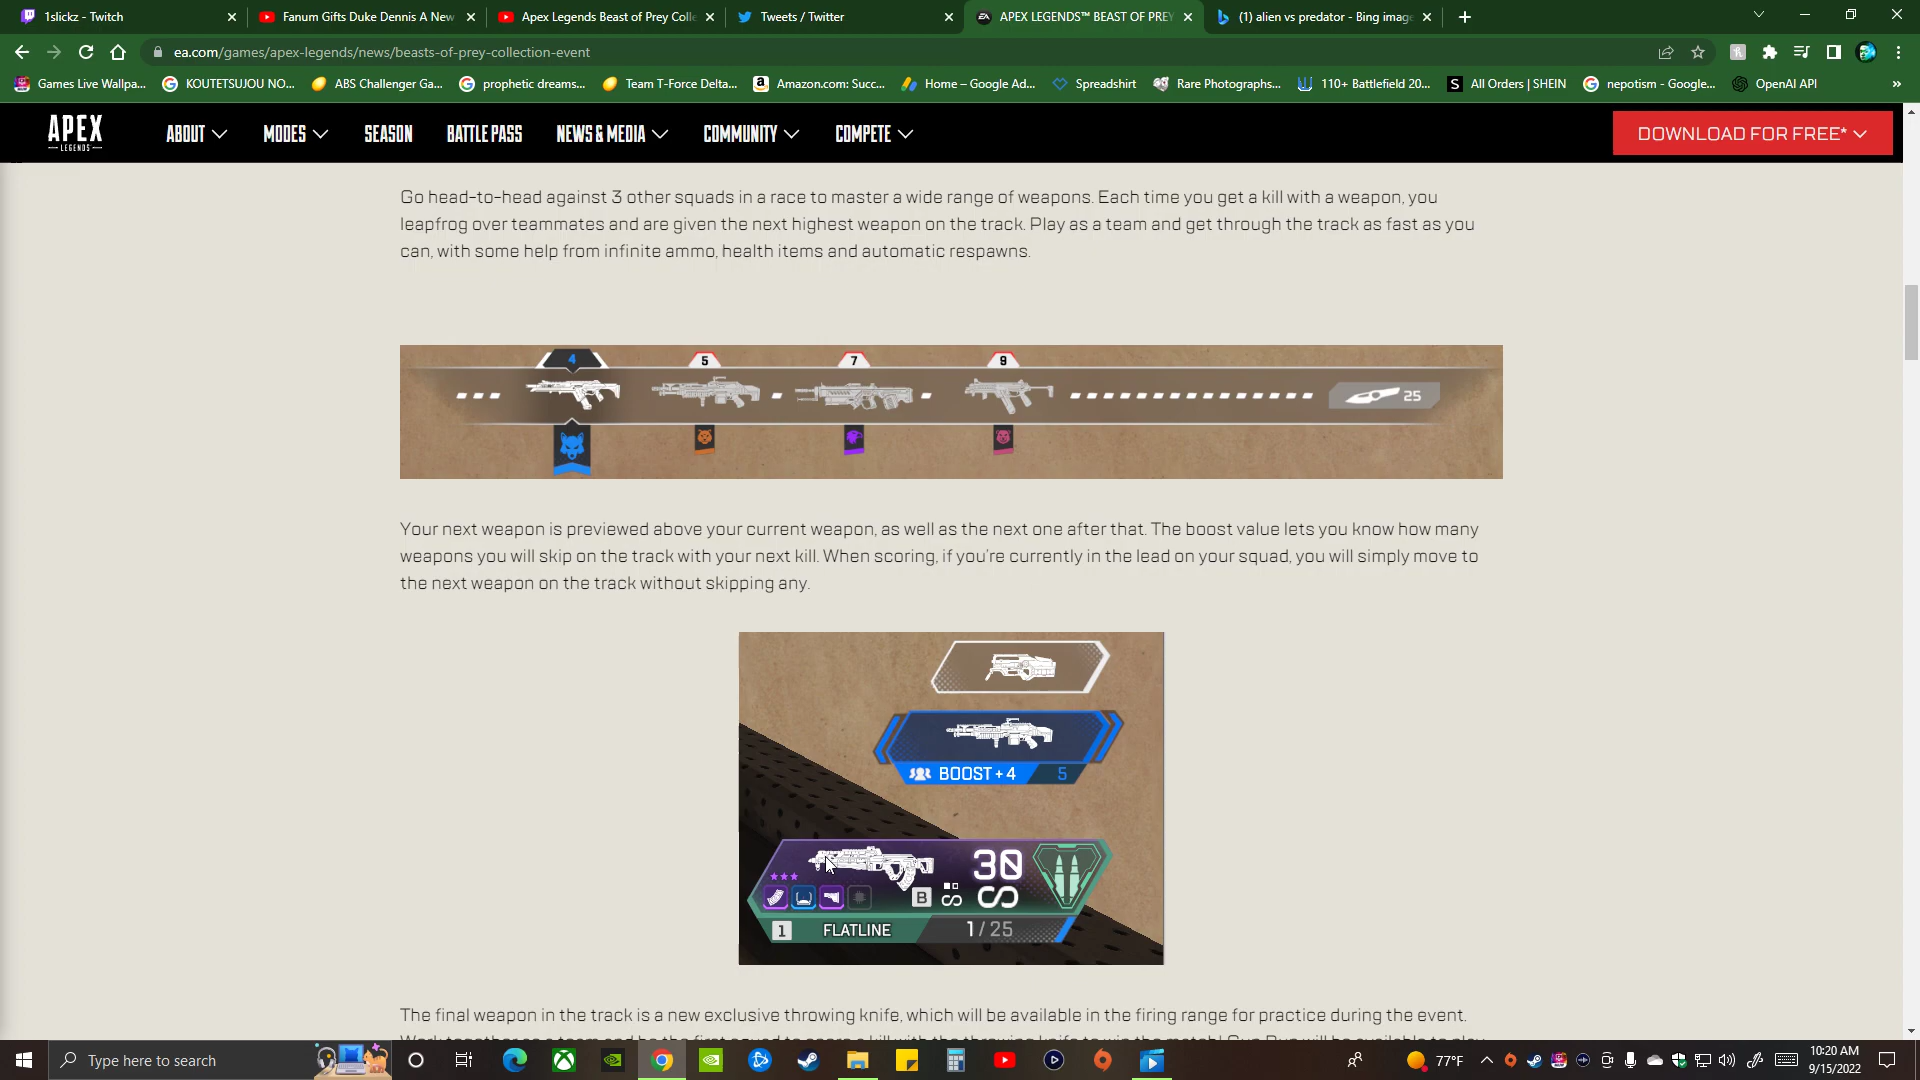 1slickz - Twitch
Fanum Gifts Duke Dennis A New
Apex Legends Beast of Prey Colle
Tweets / Twitter
APEX LEGENDS™ BEAST OF PREY
(1) alien vs predator - Bing image
ea.com/games/apex-legends/news/beasts-of-prey-collection-event
Games Live Wallpa...
KOUTETSUJOU NO...
ABS Challenger Ga...
prophetic dreams...
Team T-Force Delta...
Amazon.com: Succ...
Home – Google Ad...
Spreadshirt
Rare Photographs...
110+ Battlefield 20...
All Orders | SHEIN
nepotism - Google...
OpenAI API
APEX
LEGENDS
ABOUT
MODES
SEASON
BATTLE PASS
NEWS & MEDIA
COMMUNITY
COMPETE
DOWNLOAD FOR FREE*
Go head-to-head against 3 other squads in a race to master a wide range of weapons. Each time you get a kill with a weapon, you
leapfrog over teammates and are given the next highest weapon on the track. Play as a team and get through the track as fast as you
can, with some help from infinite ammo, health items and automatic respawns.
4
5
7
9
25
Your next weapon is previewed above your current weapon, as well as the next one after that. The boost value lets you know how many
weapons you will skip on the track with your next kill. When scoring, if you're currently in the lead on your squad, you will simply move to
the next weapon on the track without skipping any.
BOOST + 4 5
30
B
1 FLATLINE 1 / 25
The final weapon in the track is a new exclusive throwing knife, which will be available in the firing range for practice during the event.
Type here to search
77°F
10:20 AM
9/15/2022